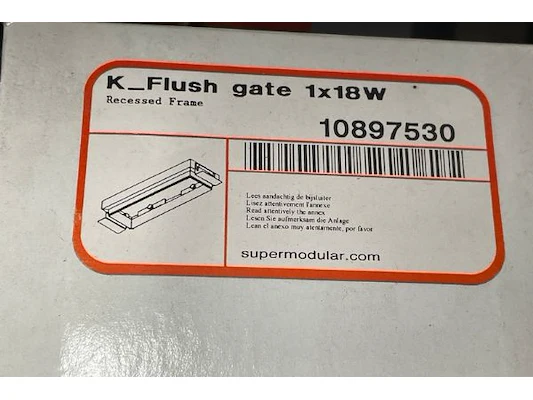 K_Flush gate 1x18W
Recessed Frame
10897530
Lees aandachtig de bijsluiter
Lisez attentivement l'annexe
Read attentively the annex
Lesen Sie aufmerksam die Anlage
Lean el anexo muy atentamente, por favor
supermodular.com